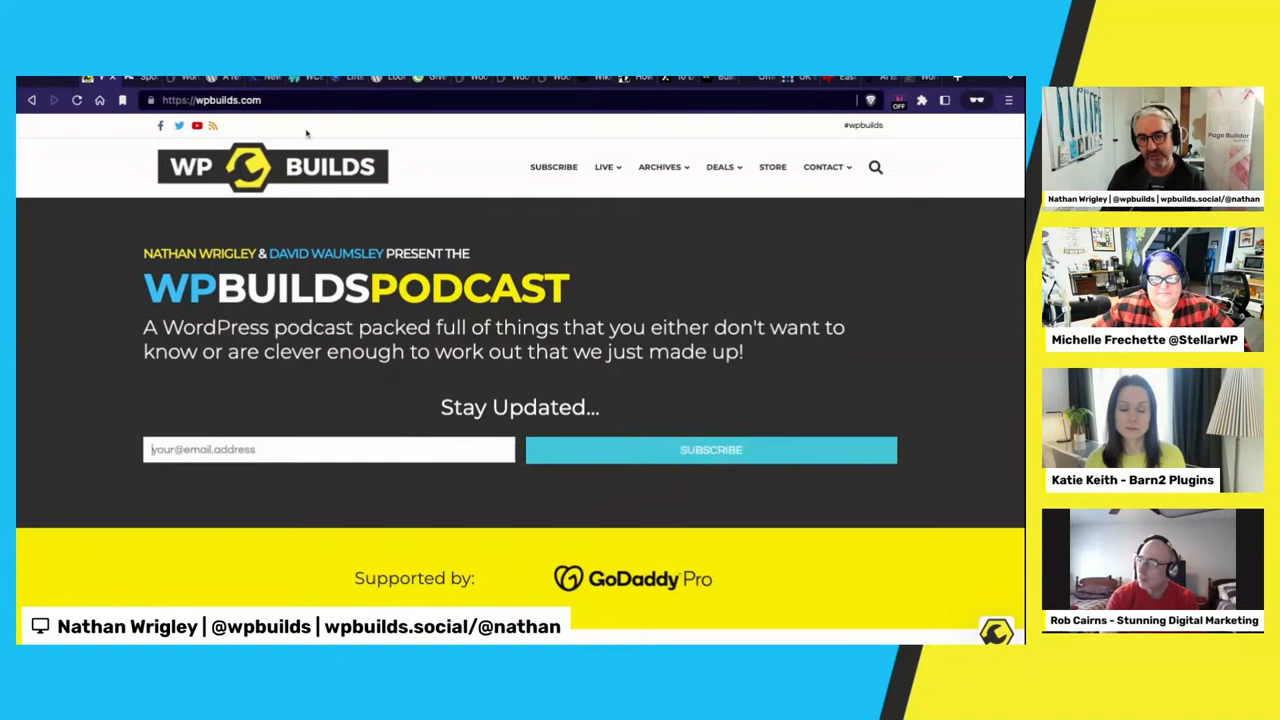 https://wpbuilds.com
OFF
#wpbuilds
WP BUILDS
SUBSCRIBE
LIVE
ARCHIVES
DEALS
STORE
CONTACT
NATHAN WRIGLEY & DAVID WAUMSLEY PRESENT THE
WPBUILDSPODCAST
A WordPress podcast packed full of things that you either don't want to
know or are clever enough to work out that we just made up!
Stay Updated...
your@email.address
SUBSCRIBE
Supported by:
GoDaddy Pro
Nathan Wrigley | @wpbuilds | wpbuilds.social/@nathan
Page Builder
Nathan Wrigley | @wpbuilds | wpbuilds.social/@nathan
Michelle Frechette @StellarWP
Katie Keith - Barn2 Plugins
Rob Cairns - Stunning Digital Marketing